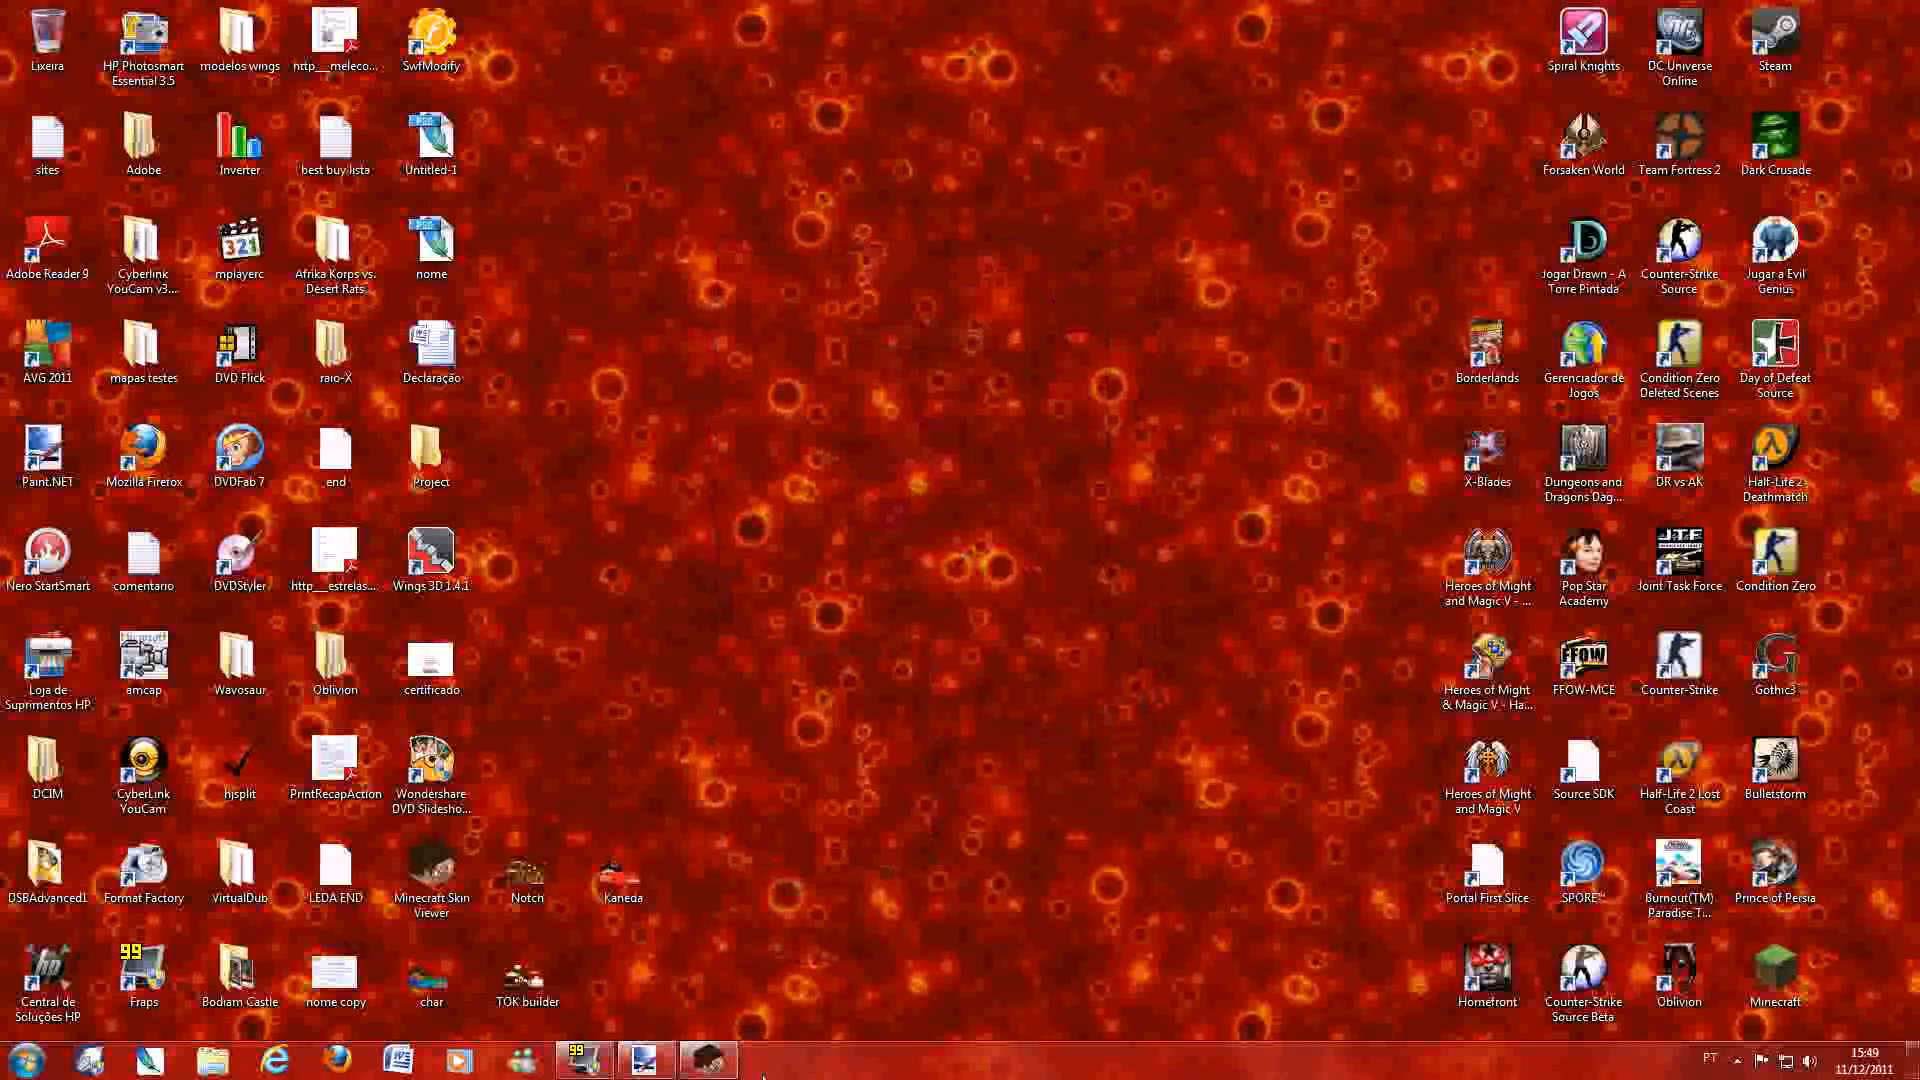 Lixeira
HP Photosmart
Essential 3.5
modelos wings
http___meleco...
SwfModify
Spiral Knights
DC Universe
Online
Steam
sites
Adobe
Inverter
best buy lista
Untitled-1
Forsaken World
Team Fortress 2
Dark Crusade
Adobe Reader 9
Cyberlink
YouCam v3....
mplayerc
Afrika Korps vs.
Desert Rats
nome
Jogar Drawn - A
Torre Pintada
Counter-Strike
Source
Jugar a Evil
Genius
AVG 2011
mapas testes
DVD Flick
raio-X
Declaração
Borderlands
Gerenciador de
Jogos
Condition Zero
Deleted Scenes
Day of Defeat
Source
Paint.NET
Mozilla Firefox
DVDFab 7
end
Project
X-Blades
Dungeons and
Dragons Dag...
DR vs AK
Half-Life 2
Deathmatch
Nero StartSmart
comentario
DVDStyler
http___estrelas...
Wings 3D 1.4.1
Heroes of Might
and Magic V - ...
Pop Star
Academy
Joint Task Force
Condition Zero
Loja de
Suprimentos HP
amcap
Wavosaur
Oblivion
certificado
Heroes of Might
& Magic V - Ha...
FFOW-MCE
Counter-Strike
Gothic3
DCIM
CyberLink
YouCam
hjsplit
PrintRecapAction
Wondershare
DVD Slidesho...
Heroes of Might
and Magic V
Source SDK
Half-Life 2 Lost
Coast
Bulletstorm
DSBAdvanced1
Format Factory
VirtualDub
LEDA END
Minecraft Skin
Viewer
Notch
Kaneda
Portal First Slice
SPORE™
Burnout(TM)
Paradise T...
Prince of Persia
99
Central de
Soluções HP
Fraps
Bodiam Castle
nome copy
char
TOK builder
Homefront
Counter-Strike
Source Beta
Oblivion
Minecraft
99
PT
15:49
11/12/2011